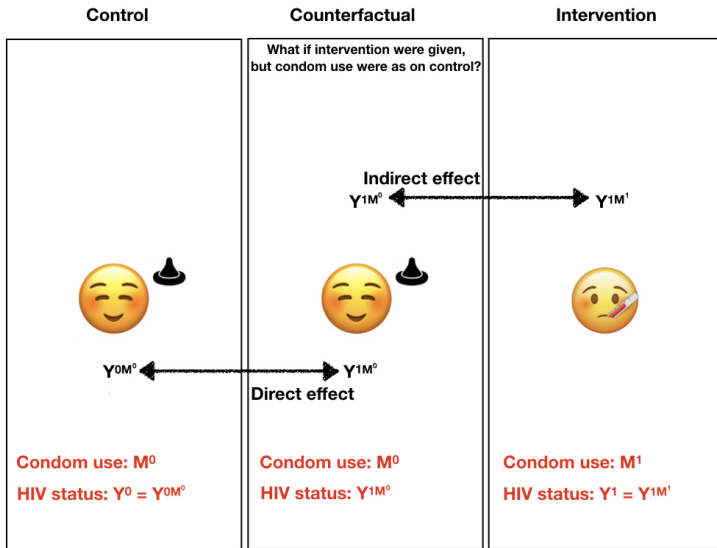 Control
Counterfactual
Intervention
What if intervention were given,
but condom use were as on control?
Indirect effect
Y¹ᴹ⁰
Y¹ᴹ¹
Y⁰ᴹ⁰
Y¹ᴹ⁰
Direct effect
Condom use: M⁰
HIV status: Y⁰ = Y⁰ᴹ⁰
Condom use: M⁰
HIV status: Y¹ᴹ⁰
Condom use: M¹
HIV status: Y¹ = Y¹ᴹ¹